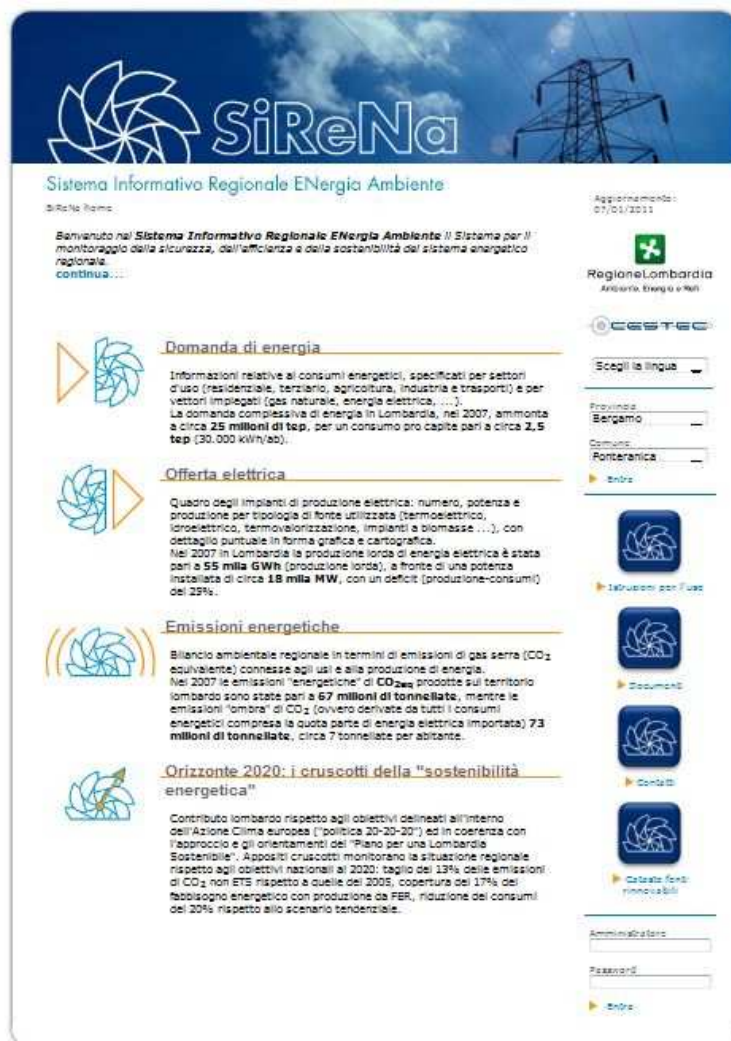 SiReNa
Sistema Informativo Regionale ENergia Ambiente
SiReNa home
Benvenuto nel Sistema Informativo Regionale ENergia Ambiente il Sistema per il
monitoraggio della sicurezza, dell'efficienza e della sostenibilità del sistema energetico
regionale.
continua...
Domanda di energia
Informazioni relative ai consumi energetici, specificati per settori
d'uso (residenziale, terziario, agricoltura, industria e trasporti) e per
vettori impiegati (gas naturale, energia elettrica, ...).
La domanda complessiva di energia in Lombardia, nel 2007, ammonta
a circa 25 milioni di tep, per un consumo pro capite pari a circa 2,5
tep (30.000 kWh/ab).
Offerta elettrica
Quadro degli impianti di produzione elettrica: numero, potenza e
produzione per tipologia di fonte utilizzata (termoelettrico,
idroelettrico, termovalorizzazione, impianti a biomasse ...), con
dettaglio puntuale in forma grafica e cartografica.
Nel 2007 in Lombardia la produzione lorda di energia elettrica è stata
pari a 55 mila GWh (produzione lorda), a fronte di una potenza
installata di circa 18 mila MW, con un deficit (produzione-consumi)
del 25%.
Emissioni energetiche
Bilancio ambientale regionale in termini di emissioni di gas serra (CO2
equivalente) connesse agli usi e alla produzione di energia.
Nel 2007 le emissioni "energetiche" di CO2eq prodotte sul territorio
lombardo sono state pari a 67 milioni di tonnellate, mentre le
emissioni "ombra" di CO2 (ovvero derivate da tutti i consumi
energetici compresa la quota parte di energia elettrica importata) 73
milioni di tonnellate, circa 7 tonnellate per abitante.
Orizzonte 2020: i cruscotti della "sostenibilità
energetica"
Contributo lombardo rispetto agli obiettivi delineati all'interno
dell'Azione Clima europea ("politica 20-20-20") ed in coerenza con
l'approccio e gli orientamenti del "Piano per una Lombardia
Sostenibile". Appositi cruscotti monitorano la situazione regionale
rispetto agli obiettivi nazionali al 2020: taglio del 13% delle emissioni
di CO2 non ETS rispetto a quelle del 2005, copertura del 17% del
fabbisogno energetico con produzione da FER, riduzione dei consumi
del 20% rispetto allo scenario tendenziale.
Aggiornamento:
07/01/2011
RegioneLombardia
Ambiente, Energia e Reti
CESTEC
Scegli la lingua
Provincia
Bergamo
Comune
Ponteranica
Entra
Istruzioni per l'uso
Documenti
Contatti
Calcolo fonti
rinnovabili
Amministratore
Password
Entra